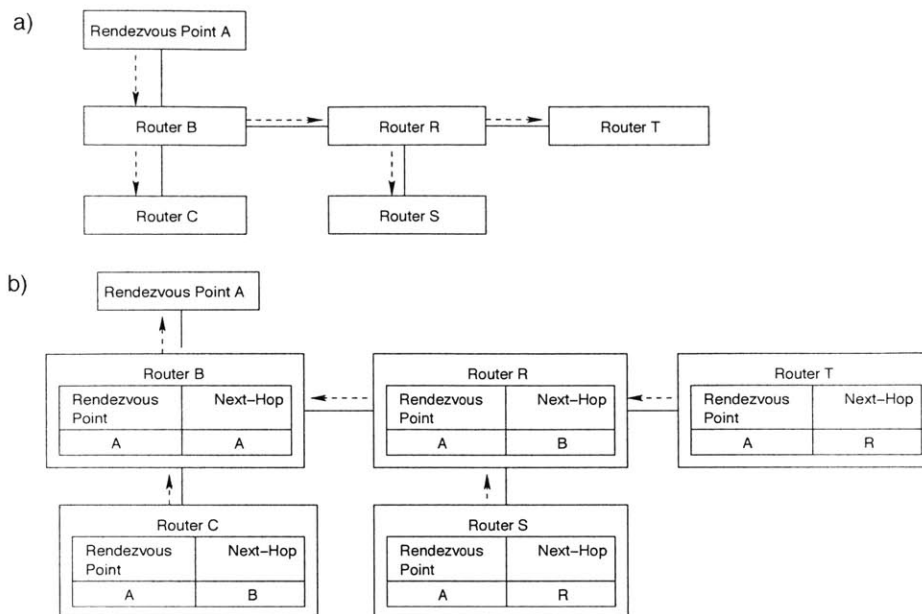 a)
Rendezvous Point A
Router B
Router R
Router T
Router C
Router S
b)
Rendezvous Point A
Router B
Rendezvous Point
Next-Hop
A
A
Router R
Rendezvous Point
Next-Hop
A
B
Router T
Rendezvous Point
Next-Hop
A
R
Router C
Rendezvous Point
Next-Hop
A
B
Router S
Rendezvous Point
Next-Hop
A
R